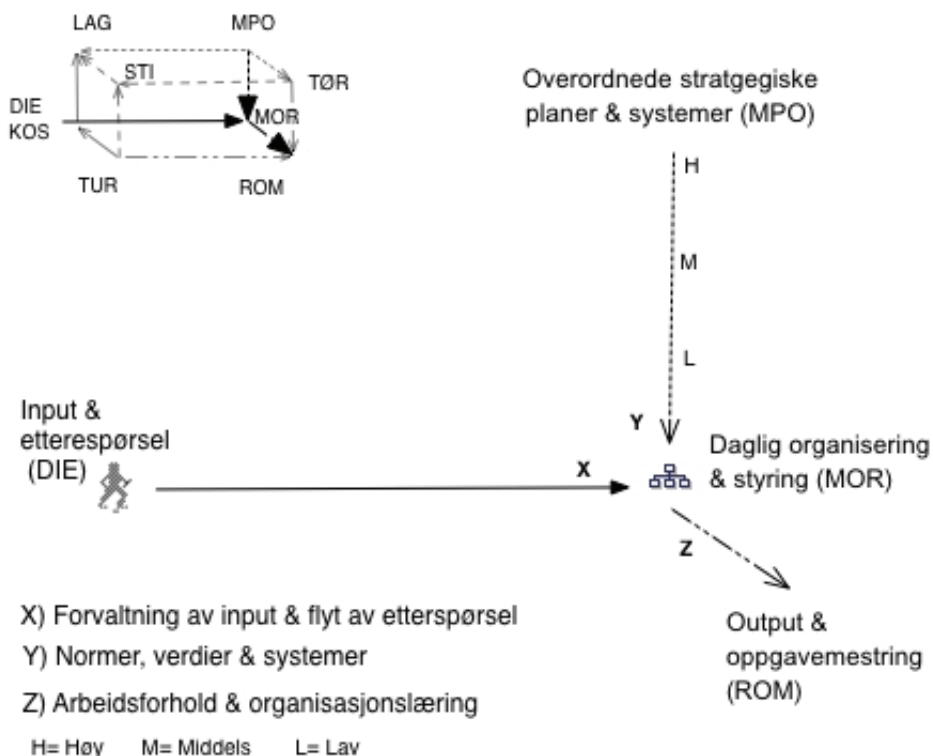 LAG MPO
STI
TØR
DIE
KOS
MOR
TUR ROM
Overordnede stratgegiske
planer & systemer (MPO)
H
M
L
Input &
etterespørsel
(DIE)
Y
X
Daglig organisering
& styring (MOR)
Z
Output &
oppgavemestring
(ROM)
X) Forvaltning av input & flyt av etterspørsel
Y) Normer, verdier & systemer
Z) Arbeidsforhold & organisasjonslæring
H= Høy M= Middels L= Lav